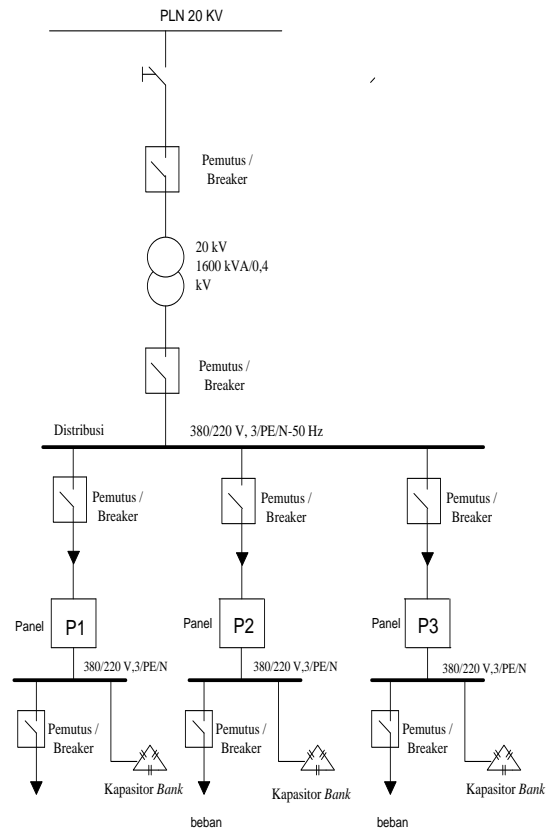 PLN 20 KV
Pemutus /
Breaker
20 kV
1600 kVA/0,4
kV
Pemutus /
Breaker
Distribusi 380/220 V, 3/PE/N-50 Hz
Pemutus /
Breaker
Pemutus /
Breaker
Pemutus /
Breaker
Panel P1
Panel P2
Panel P3
380/220 V,3/PE/N
380/220 V,3/PE/N
380/220 V,3/PE/N
Pemutus /
Breaker
Kapasitor Bank
Pemutus /
Breaker
Kapasitor Bank
Pemutus /
Breaker
Kapasitor Bank
beban
beban